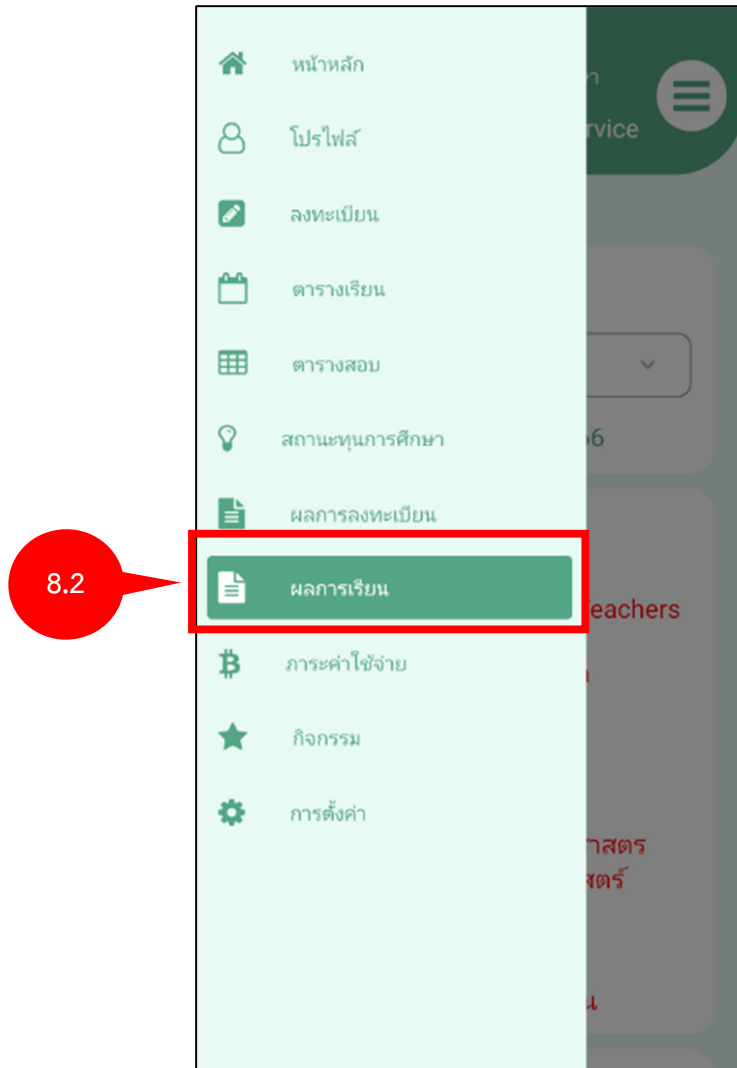 หน้าหลัก
โปรไฟล์
rvice
ลงทะเบียน
ตารางเรียน
ตารางสอบ
สถานะทุนการศึกษา
ผลการลงทะเบียน
8.2
ผลการเรียน
eachers
ภาระค่าใช้จ่าย
กิจกรรม
การตั้งค่า
าสตร
สตร์
น